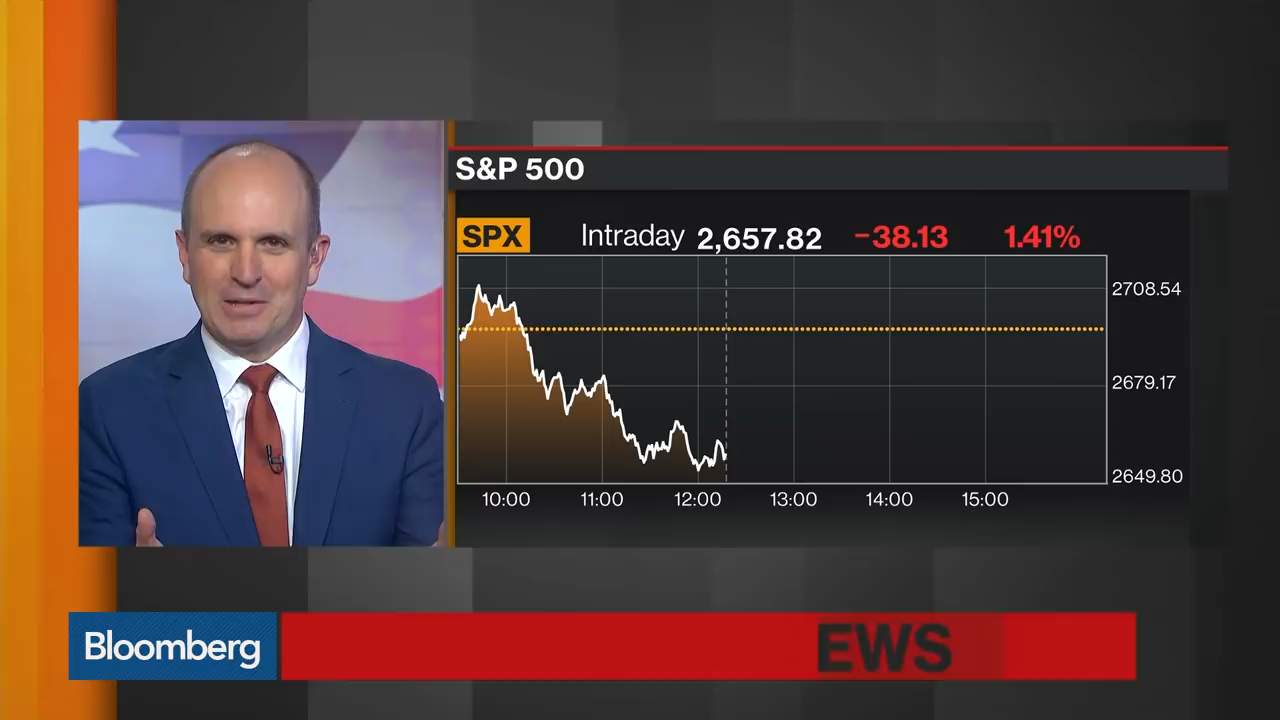 S&P 500
SPX Intraday 2,657.82 −38.13 1.41%
2708.54
2679.17
2649.80
10:00 11:00 12:00 13:00 14:00 15:00
Bloomberg
EWS